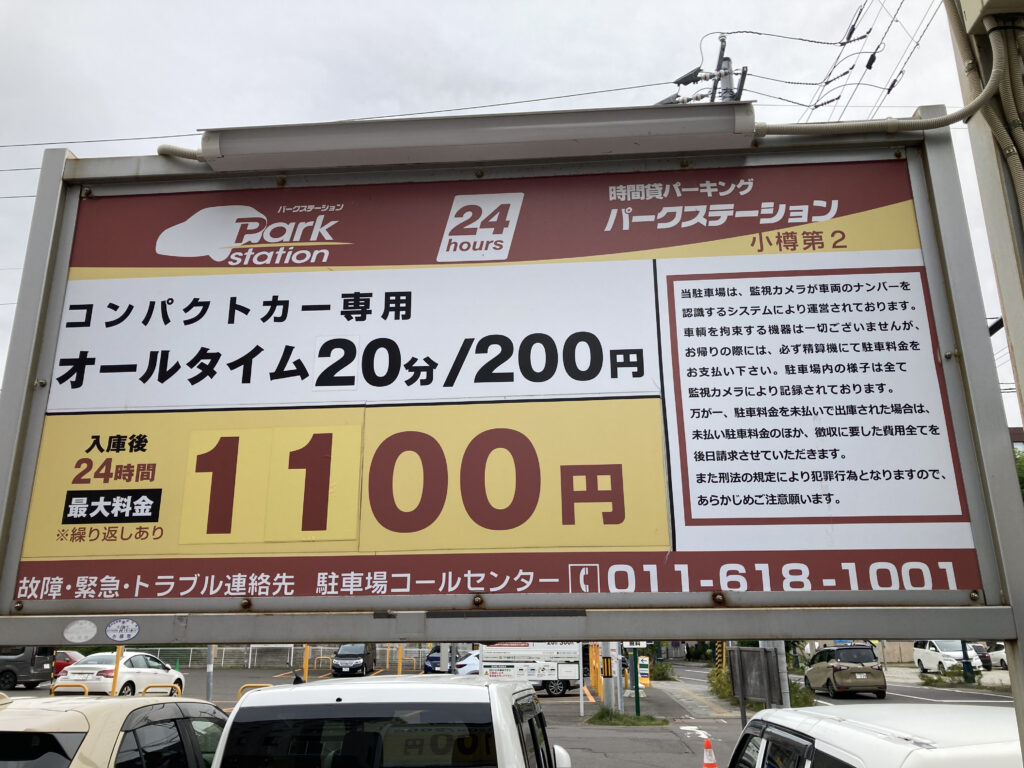 パークステーション
Park
station
24
hours
時間貸パーキング
パークステーション
小樽第2
コンパクトカー専用
オールタイム20分/200円
入庫後
24時間
最大料金
※繰り返しあり
1100円
当駐車場は、監視カメラが車両のナンバーを
認識するシステムにより運営されております。
車輌を拘束する機器は一切ございませんが、
お帰りの際には、必ず精算機にて駐車料金を
お支払い下さい。駐車場内の様子は全て
監視カメラにより記録されております。
万が一、駐車料金を未払いで出庫された場合は、
未払い駐車料金のほか、徴収に要した費用全てを
後日請求させていただきます。
また刑法の規定により犯罪行為となりますので、
あらかじめご注意願います。
故障・緊急・トラブル連絡先 駐車場コールセンター 011-618-1001